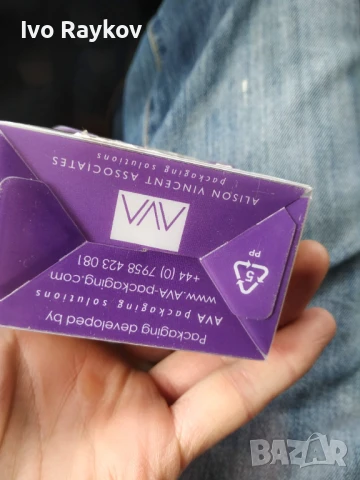 Ivo Raykov
Packaging developed by
AVA packaging solutions
www.AVA-packaging.com
+44 (0) 7958 423 081
AVA
ALISON VINCENT ASSOCIATES
packaging solutions
5
PP
BAZAR